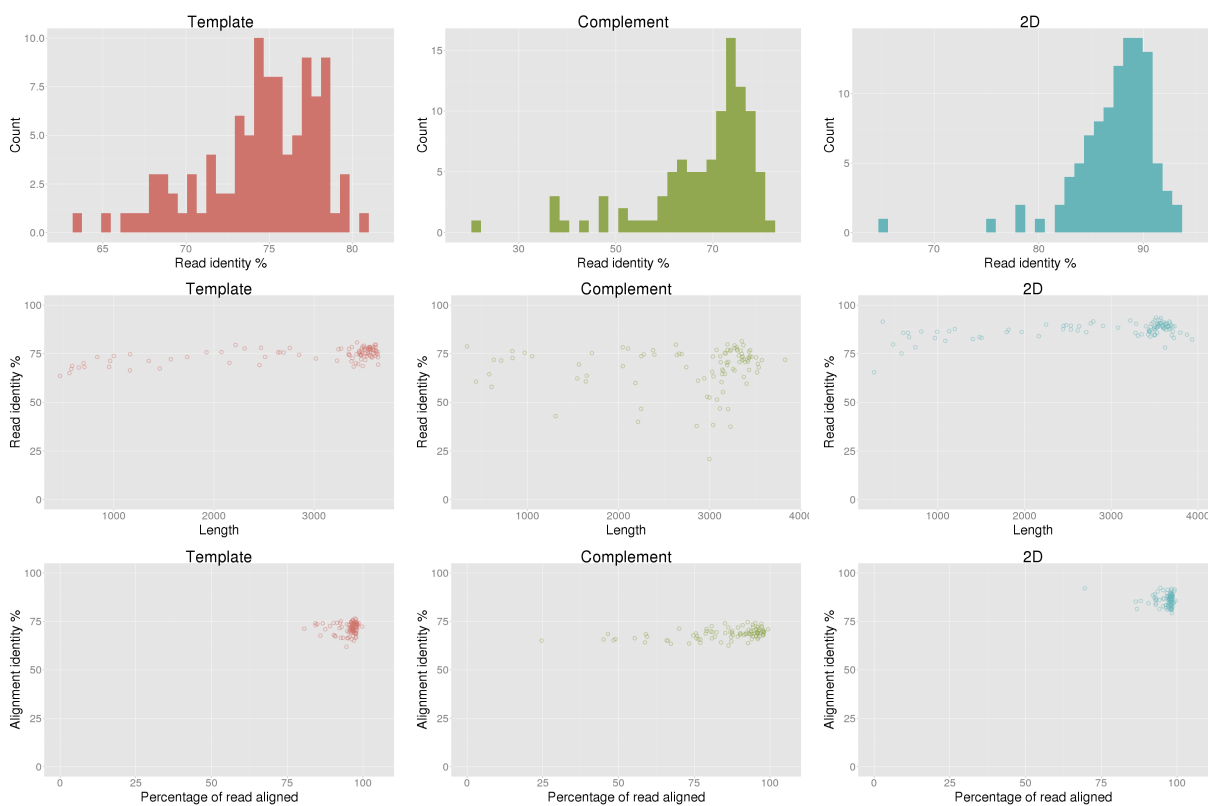 Template
Complement
2D
10.0
7.5
5.0
2.5
0.0
Count
65
70
75
80
Read identity %
15
10
5
0
Count
30
50
70
Read identity %
10
5
0
Count
70
80
90
Read identity %
Template
Complement
2D
100
75
50
25
0
Read identity %
1000
2000
3000
Length
100
75
50
25
0
Read identity %
1000
2000
3000
4000
Length
100
75
50
25
0
Read identity %
1000
2000
3000
4000
Length
Template
Complement
2D
100
75
50
25
0
Alignment identity %
0
25
50
75
100
Percentage of read aligned
100
75
50
25
0
Alignment identity %
0
25
50
75
100
Percentage of read aligned
100
75
50
25
0
Alignment identity %
0
25
50
75
100
Percentage of read aligned